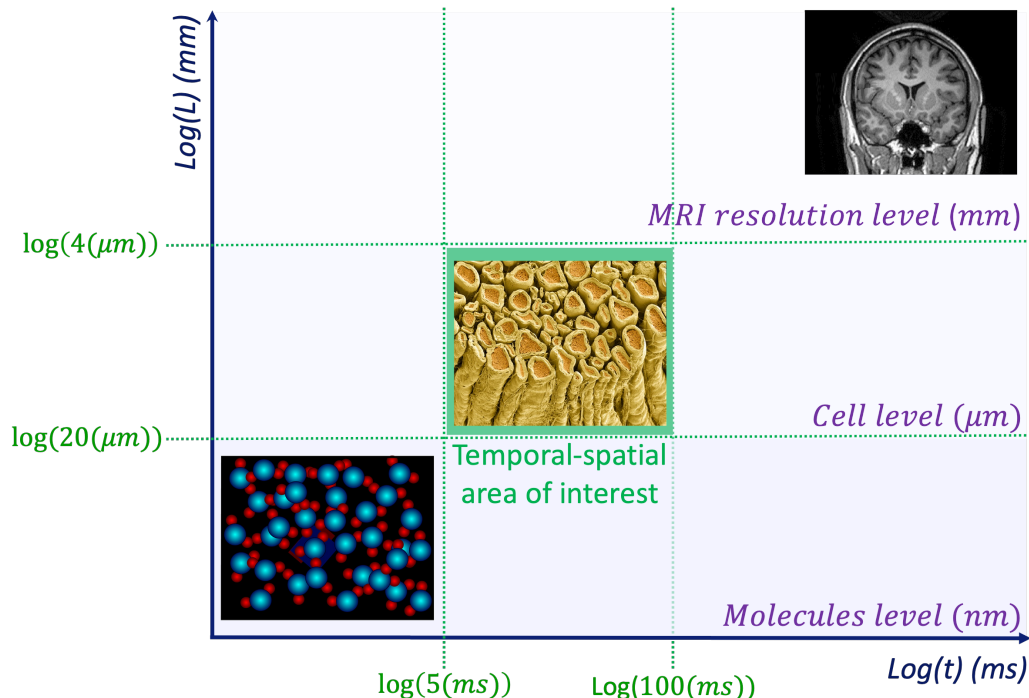 Log(L) (mm)
MRI resolution level (mm)
log(4(μm))
Cell level (μm)
log(20(μm))
Temporal-spatial
area of interest
Molecules level (nm)
Log(t) (ms)
log(5(ms))
Log(100(ms))